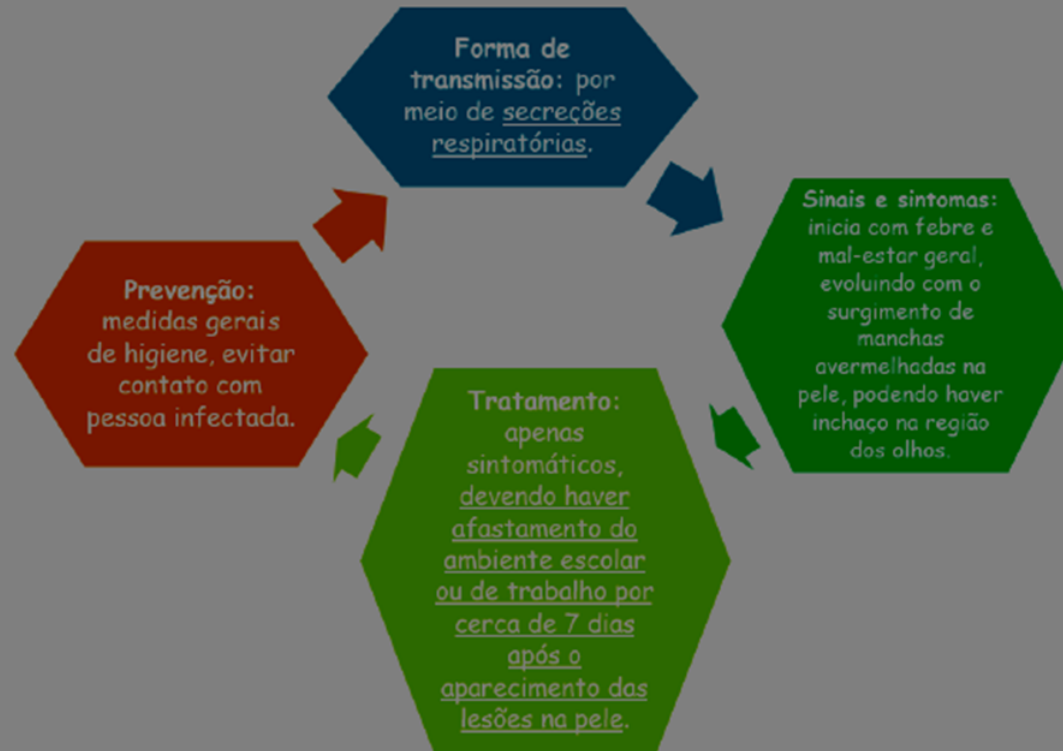 Forma de
transmissão: por
meio de secreções
respiratórias.
Sinais e sintomas:
inicia com febre e
mal-estar geral,
evoluindo com o
surgimento de
manchas
avermelhadas na
pele, podendo haver
inchaço na região
dos olhos.
Tratamento:
apenas
sintomáticos,
devendo haver
afastamento do
ambiente escolar
ou de trabalho por
cerca de 7 dias
após o
aparecimento das
lesões na pele.
Prevenção:
medidas gerais
de higiene, evitar
contato com
pessoa infectada.